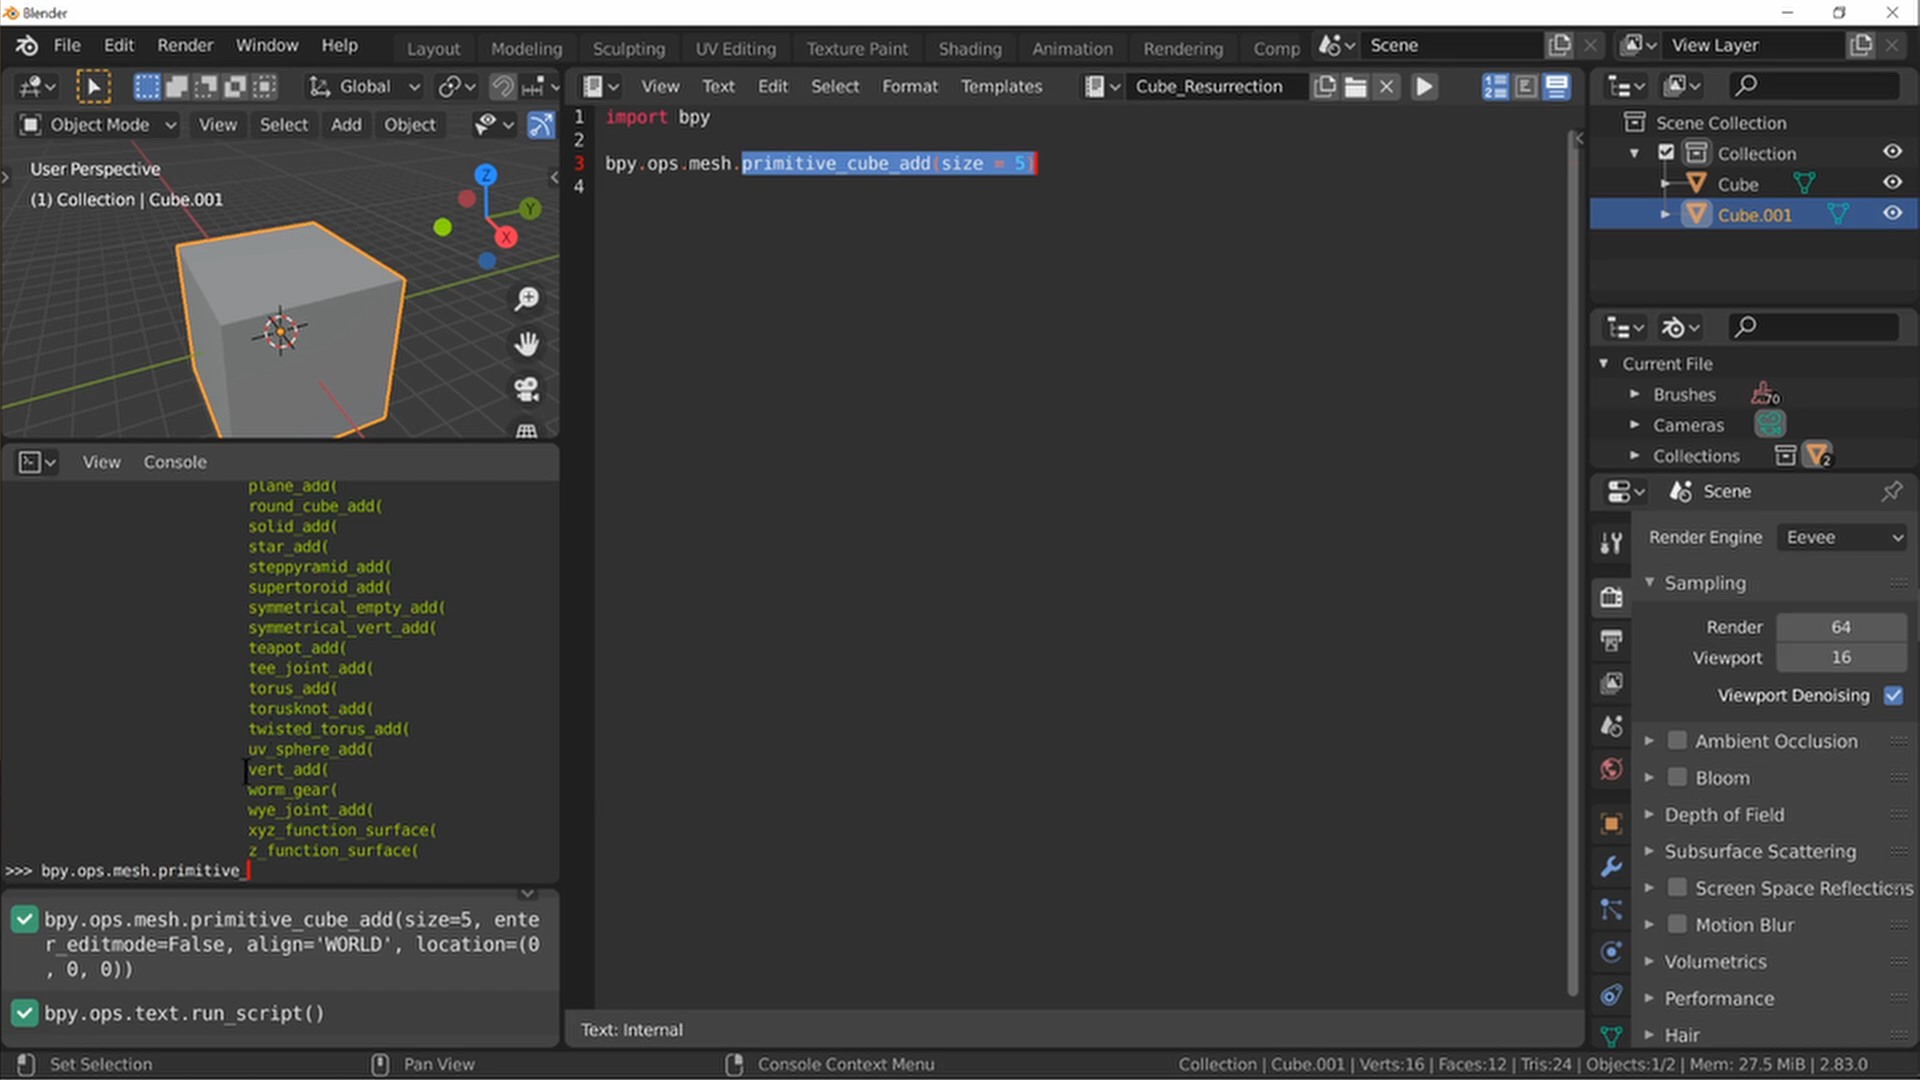 Blender
File Edit Render Window Help Layout Modeling Sculpting UV Editing Texture Paint Shading Animation Rendering Comp Scene View Layer
Global
View Text Edit Select Format Templates Cube_Resurrection
Object Mode View Select Add Object
User Perspective
(1) Collection | Cube.001
Z
Y
X
1 import bpy
2
3 bpy.ops.mesh.primitive_cube_add(size = 5)
4
Scene Collection
Collection
Cube
Cube.001
Current File
Brushes 70
Cameras
Collections 2
View Console
plane_add(
round_cube_add(
solid_add(
star_add(
steppyramid_add(
supertoroid_add(
symmetrical_empty_add(
symmetrical_vert_add(
teapot_add(
tee_joint_add(
torus_add(
torusknot_add(
twisted_torus_add(
uv_sphere_add(
vert_add(
worm_gear(
wye_joint_add(
xyz_function_surface(
z_function_surface(
>>> bpy.ops.mesh.primitive_
bpy.ops.mesh.primitive_cube_add(size=5, ente
r_editmode=False, align='WORLD', location=(0
, 0, 0))
bpy.ops.text.run_script()
Text: Internal
Scene
Render Engine Eevee
Sampling
Render 64
Viewport 16
Viewport Denoising
Ambient Occlusion
Bloom
Depth of Field
Subsurface Scattering
Screen Space Reflections
Motion Blur
Volumetrics
Performance
Hair
Set Selection Pan View Console Context Menu Collection | Cube.001 | Verts:16 | Faces:12 | Tris:24 | Objects:1/2 | Mem: 27.5 MiB | 2.83.0